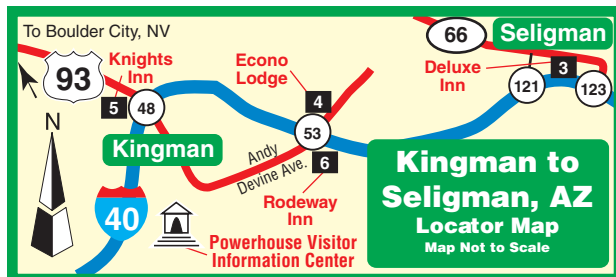 To Boulder City, NV
93
Knights
Inn
5
48
Kingman
N
40
Econo
Lodge
4
53
6
Andy
Devine Ave.
Rodeway
Inn
Powerhouse Visitor
Information Center
66
Seligman
Deluxe
Inn
3
121
123
Kingman to
Seligman, AZ
Locator Map
Map Not to Scale